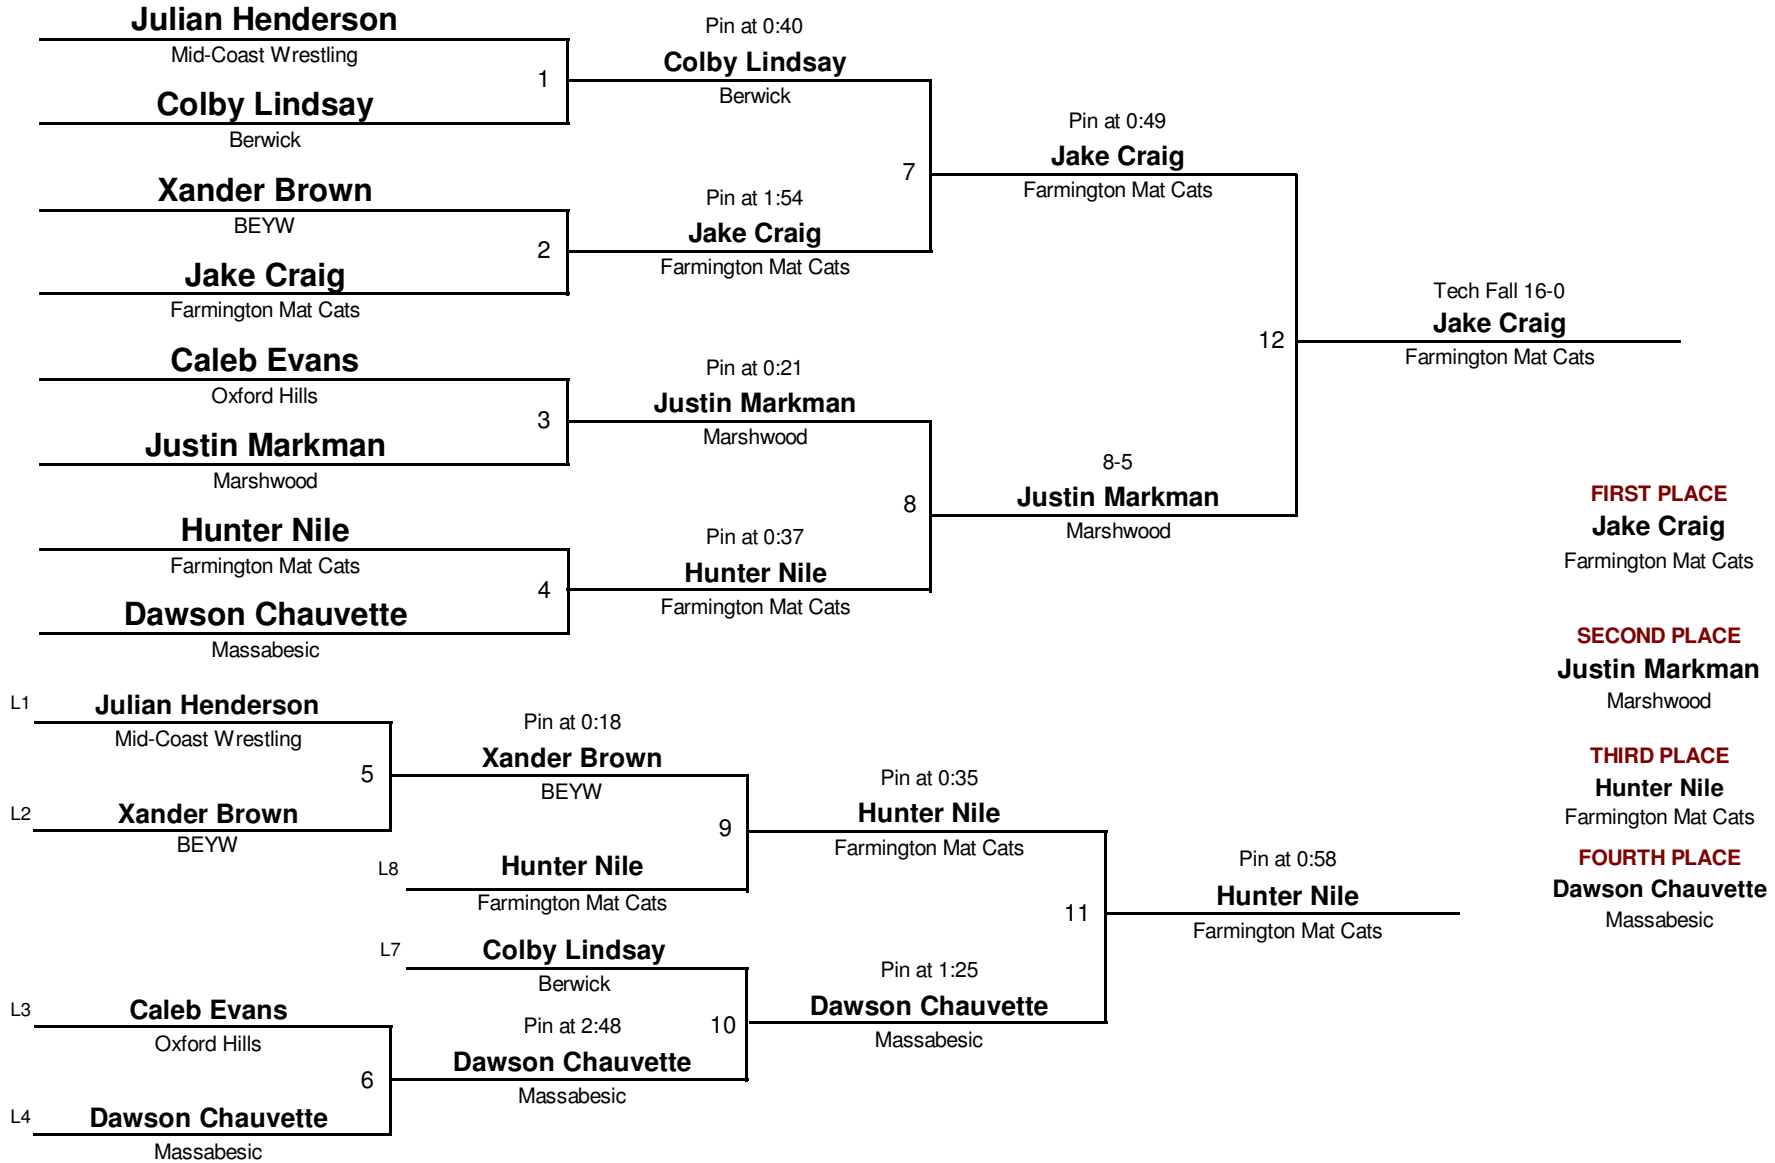 Julian Henderson
Mid-Coast Wrestling
1
Colby Lindsay
Berwick
Xander Brown
BEYW
2
Jake Craig
Farmington Mat Cats
Caleb Evans
Oxford Hills
3
Justin Markman
Marshwood
Hunter Nile
Farmington Mat Cats
4
Dawson Chauvette
Massabesic
Pin at 0:40
Colby Lindsay
Berwick
7
Pin at 1:54
Jake Craig
Farmington Mat Cats
Pin at 0:21
Justin Markman
Marshwood
8
Pin at 0:37
Hunter Nile
Farmington Mat Cats
Pin at 0:49
Jake Craig
Farmington Mat Cats
12
8-5
Justin Markman
Marshwood
Tech Fall 16-0
Jake Craig
Farmington Mat Cats
FIRST PLACE
Jake Craig
Farmington Mat Cats
SECOND PLACE
Justin Markman
Marshwood
THIRD PLACE
Hunter Nile
Farmington Mat Cats
FOURTH PLACE
Dawson Chauvette
Massabesic
L1
Julian Henderson
Mid-Coast Wrestling
5
L2
Xander Brown
BEYW
Pin at 0:18
Xander Brown
BEYW
9
L8
Hunter Nile
Farmington Mat Cats
L7
Colby Lindsay
Berwick
10
L3
Caleb Evans
Oxford Hills
6
L4
Dawson Chauvette
Massabesic
Pin at 2:48
Dawson Chauvette
Massabesic
Pin at 0:35
Hunter Nile
Farmington Mat Cats
11
Pin at 1:25
Dawson Chauvette
Massabesic
Pin at 0:58
Hunter Nile
Farmington Mat Cats